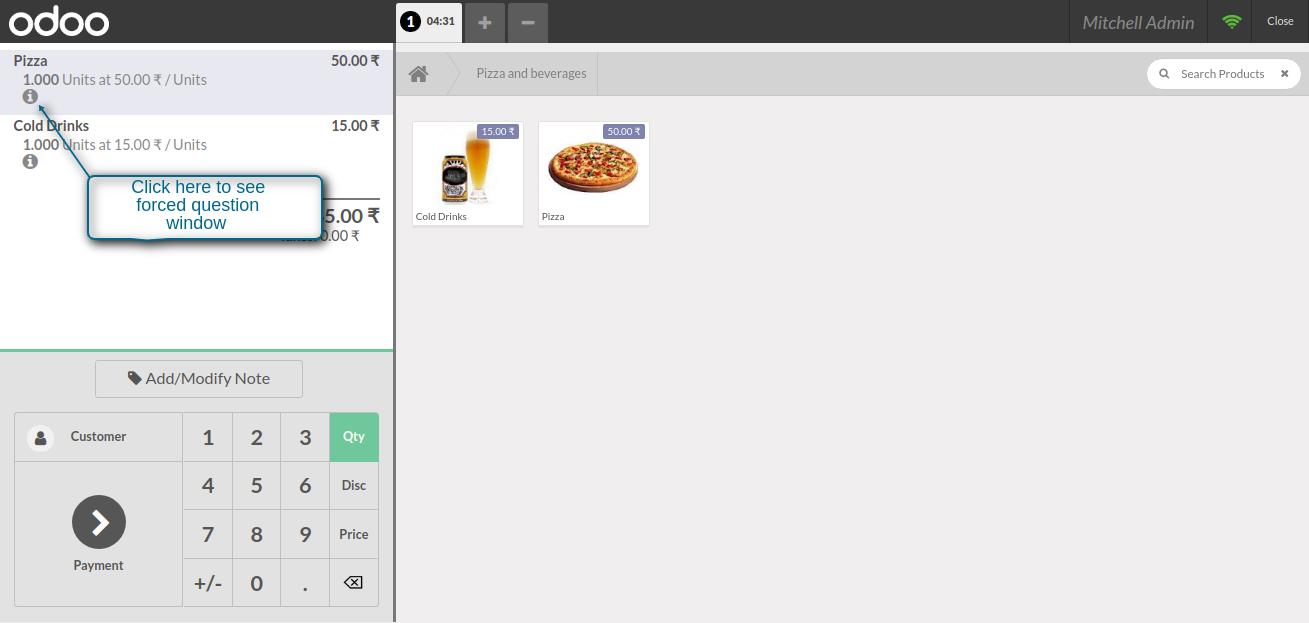 odoo
1 04:31
Mitchell Admin
Close
Pizza 50.00 ₹
1.000 Units at 50.00 ₹ / Units
Cold Drinks 15.00 ₹
1.000 Units at 15.00 ₹ / Units
Click here to see
forced question
window
5.00 ₹
0.00 ₹
Add/Modify Note
Customer
1 2 3 Qty
4 5 6 Disc
7 8 9 Price
Payment
+/- 0 .
Pizza and beverages
Search Products
15.00 ₹
Cold Drinks
50.00 ₹
Pizza